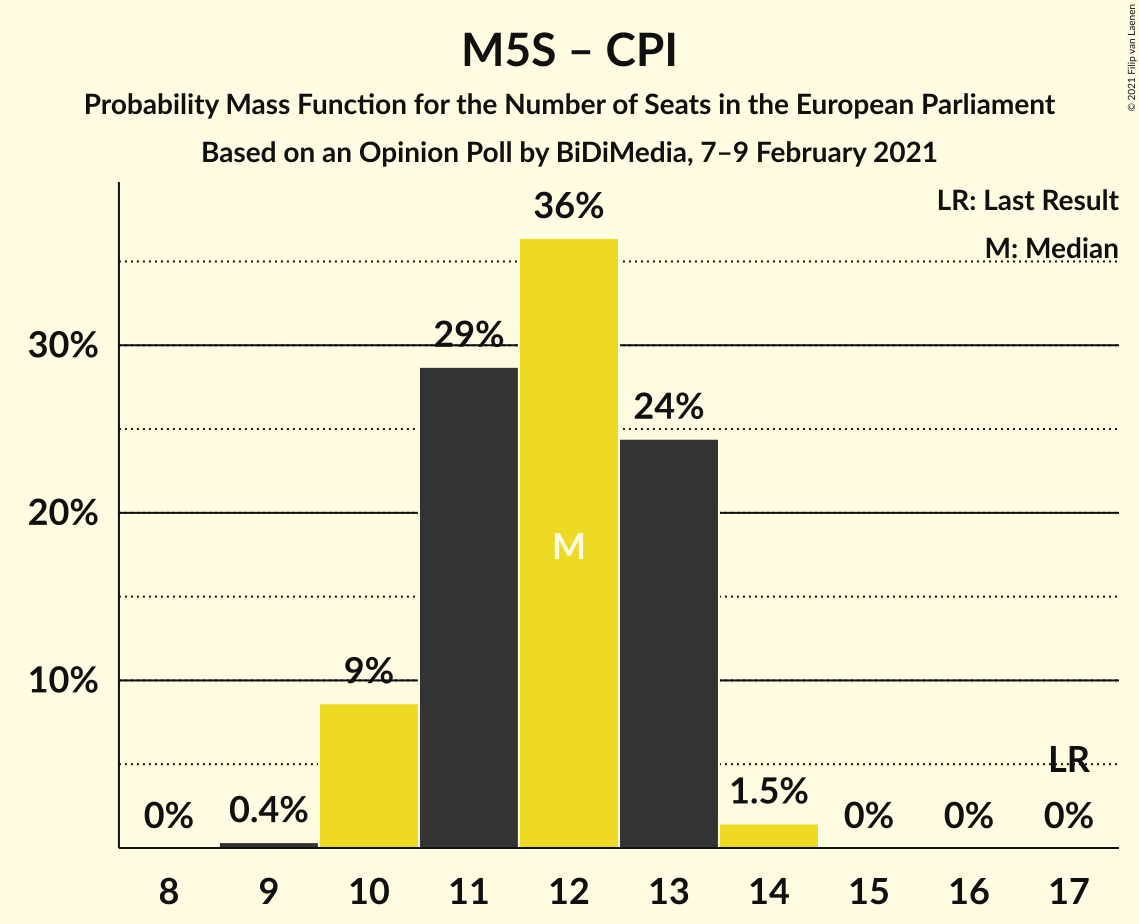 M5S – CPI
Probability Mass Function for the Number of Seats in the European Parliament
Based on an Opinion Poll by BiDiMedia, 7–9 February 2021
© 2021 Filip van Laenen
LR: Last Result
M: Median
30%
20%
10%
0%
0.4%
9%
29%
36%
M
24%
1.5%
0%
0%
LR
0%
8 9 10 11 12 13 14 15 16 17